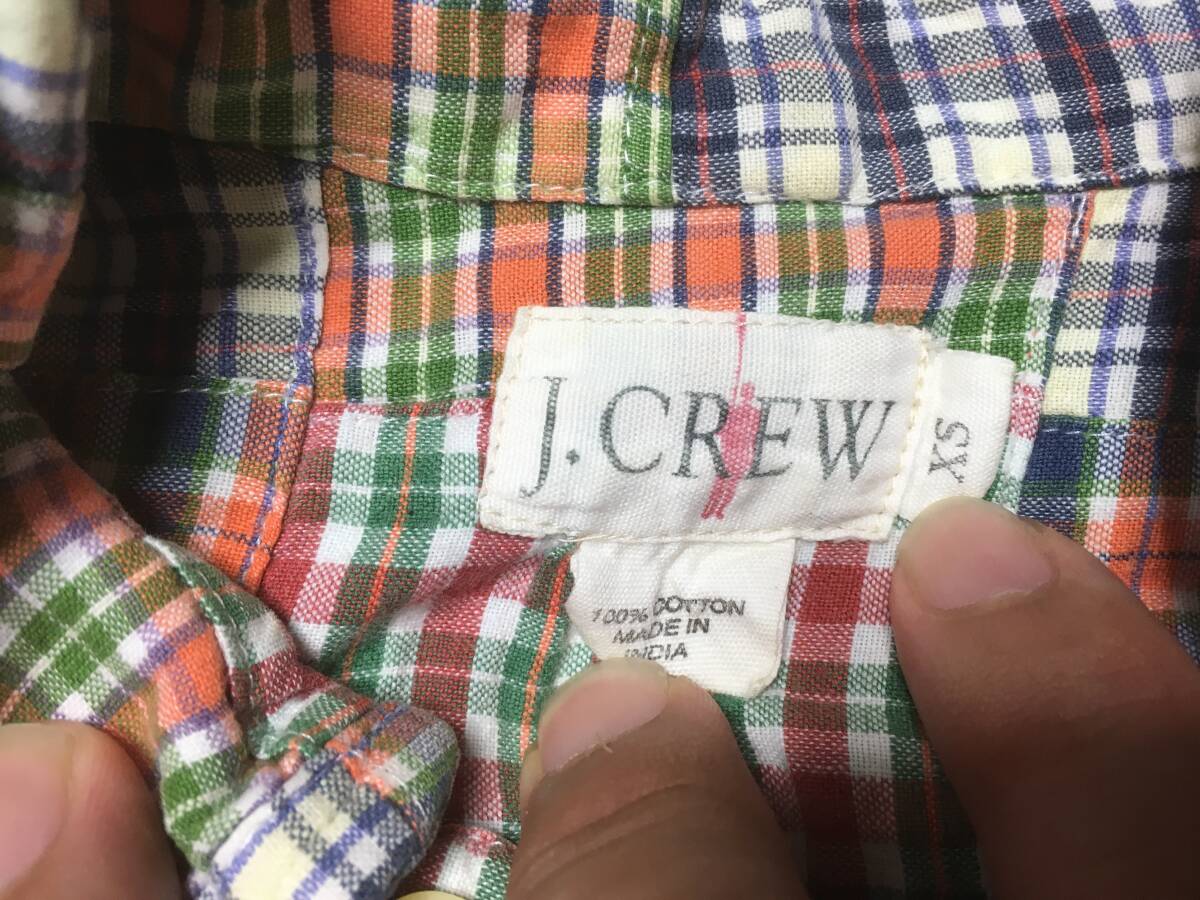 J.CREW
XS
100% COTTON
MADE IN
INDIA